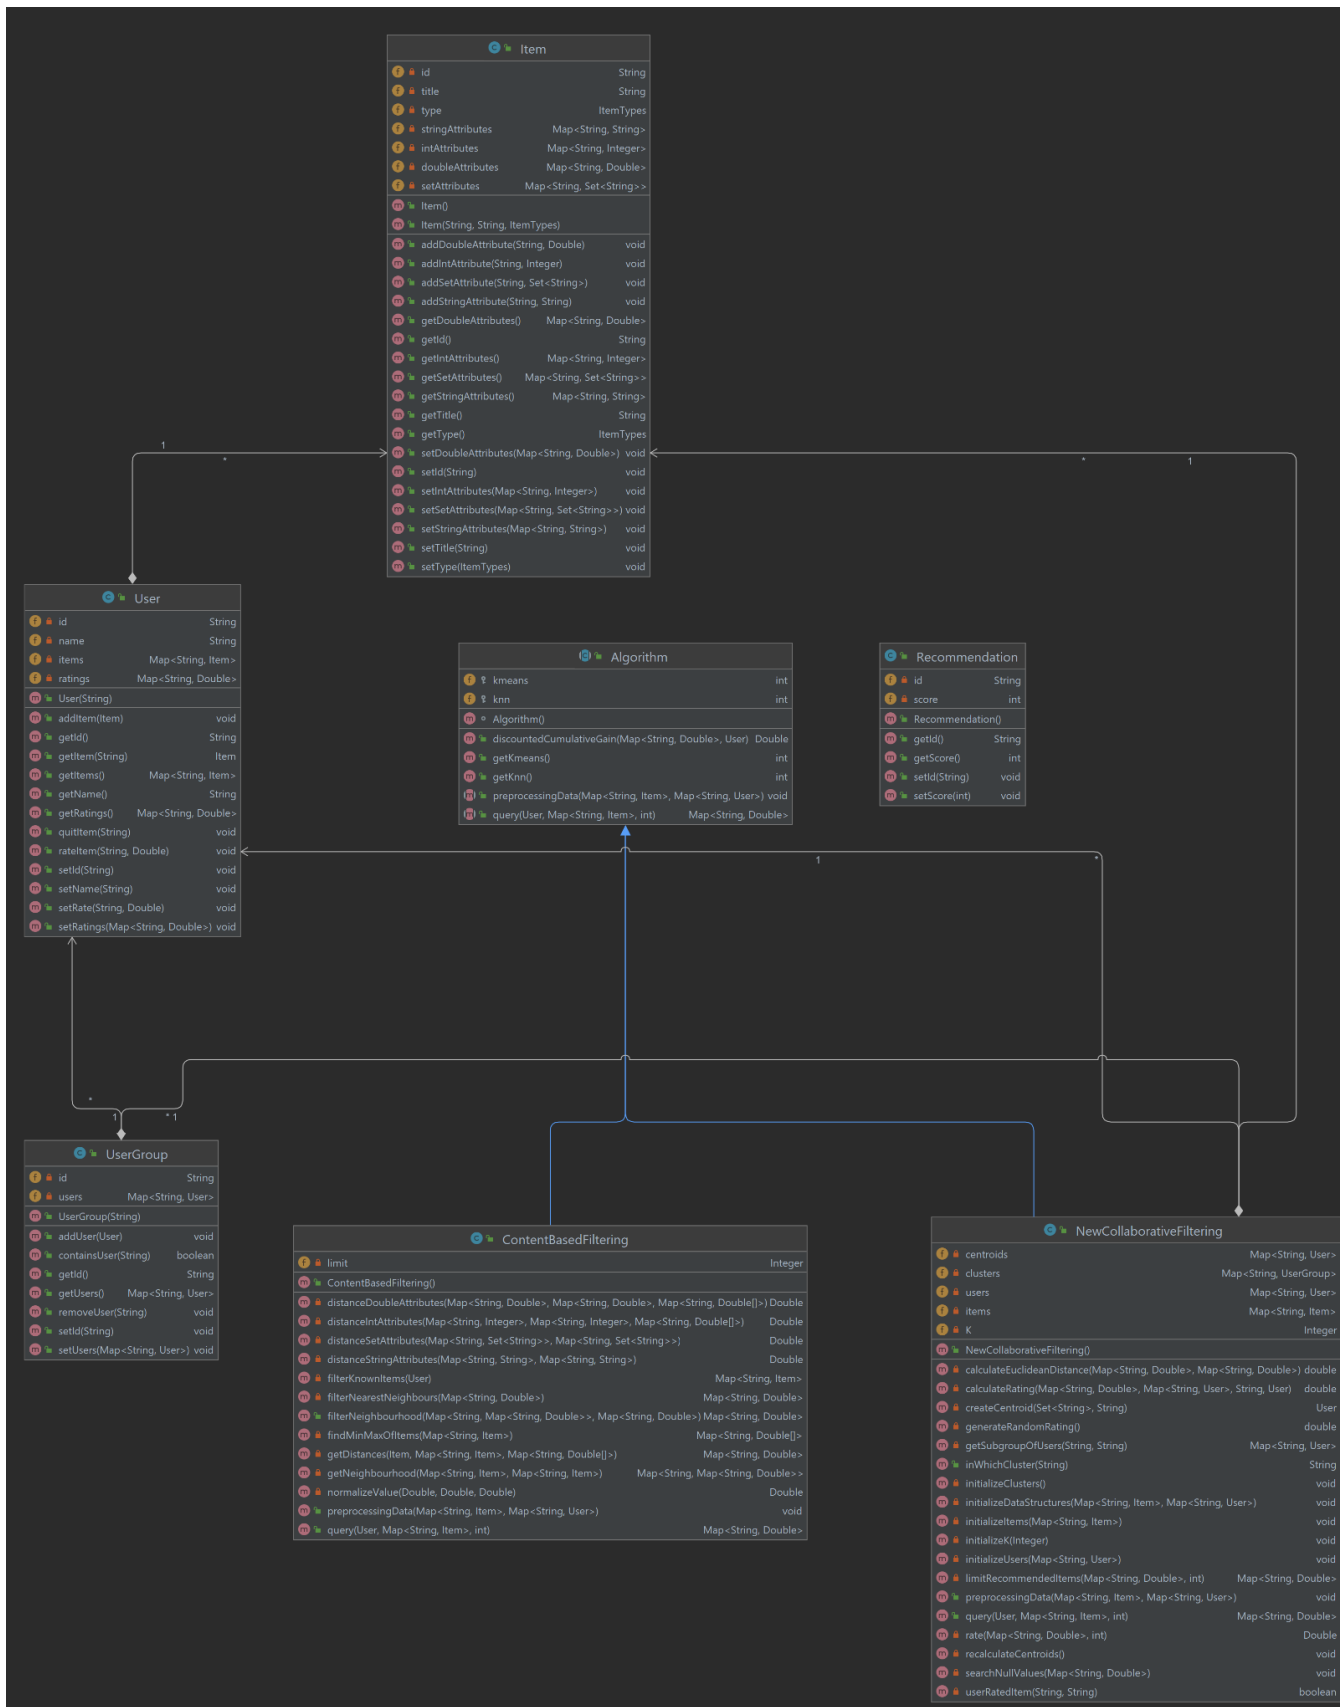 Item
id String
title String
type ItemTypes
stringAttributes Map<String, String>
intAttributes Map<String, Integer>
doubleAttributes Map<String, Double>
setAttributes Map<String, Set<String>>
Item()
Item(String, String, ItemTypes)
addDoubleAttribute(String, Double) void
addIntAttribute(String, Integer) void
addSetAttribute(String, Set<String>) void
addStringAttribute(String, String) void
getDoubleAttributes() Map<String, Double>
getId() String
getIntAttributes() Map<String, Integer>
getSetAttributes() Map<String, Set<String>>
getStringAttributes() Map<String, String>
getTitle() String
getType() ItemTypes
setDoubleAttributes(Map<String, Double>) void
setId(String) void
setIntAttributes(Map<String, Integer>) void
setSetAttributes(Map<String, Set<String>>) void
setStringAttributes(Map<String, String>) void
setTitle(String) void
setType(ItemTypes) void
1
*
* 1
User
id String
name String
items Map<String, Item>
ratings Map<String, Double>
User(String)
addItem(Item) void
getId() String
getItem(String) Item
getItems() Map<String, Item>
getName() String
getRatings() Map<String, Double>
quitItem(String) void
rateItem(String, Double) void
setId(String) void
setName(String) void
setRate(String, Double) void
setRatings(Map<String, Double>) void
Algorithm
kmeans int
knn int
Algorithm()
discountedCumulativeGain(Map<String, Double>, User) Double
getKmeans() int
getKnn() int
preprocessingData(Map<String, Item>, Map<String, User>) void
query(User, Map<String, Item>, int) Map<String, Double>
Recommendation
id String
score int
Recommendation()
getId() String
getScore() int
setId(String) void
setScore(int) void
1 *
*
1 * 1
UserGroup
id String
users Map<String, User>
UserGroup(String)
addUser(User) void
containsUser(String) boolean
getId() String
getUsers() Map<String, User>
removeUser(String) void
setId(String) void
setUsers(Map<String, User>) void
ContentBasedFiltering
limit Integer
ContentBasedFiltering()
distanceDoubleAttributes(Map<String, Double>, Map<String, Double>, Map<String, Double[]>) Double
distanceIntAttributes(Map<String, Integer>, Map<String, Integer>, Map<String, Double[]>) Double
distanceSetAttributes(Map<String, Set<String>>, Map<String, Set<String>>) Double
distanceStringAttributes(Map<String, String>, Map<String, String>) Double
filterKnownItems(User) Map<String, Item>
filterNearestNeighbours(Map<String, Double>) Map<String, Double>
filterNeighbourhood(Map<String, Map<String, Double>>, Map<String, Double>) Map<String, Double>
findMinMaxOfItems(Map<String, Item>) Map<String, Double[]>
getDistances(Item, Map<String, Item>, Map<String, Double[]>) Map<String, Double>
getNeighbourhood(Map<String, Item>, Map<String, Item>) Map<String, Map<String, Double>>
normalizeValue(Double, Double, Double) Double
preprocessingData(Map<String, Item>, Map<String, User>) void
query(User, Map<String, Item>, int) Map<String, Double>
NewCollaborativeFiltering
centroids Map<String, User>
clusters Map<String, UserGroup>
users Map<String, User>
items Map<String, Item>
K Integer
NewCollaborativeFiltering()
calculateEuclideanDistance(Map<String, Double>, Map<String, Double>) double
calculateRating(Map<String, Double>, Map<String, User>, String, User) double
createCentroid(Set<String>, String) User
generateRandomRating() double
getSubgroupOfUsers(String, String) Map<String, User>
inWhichCluster(String) String
initializeClusters() void
initializeDataStructures(Map<String, Item>, Map<String, User>) void
initializeItems(Map<String, Item>) void
initializeK(Integer) void
initializeUsers(Map<String, User>) void
limitRecommendedItems(Map<String, Double>, int) Map<String, Double>
preprocessingData(Map<String, Item>, Map<String, User>) void
query(User, Map<String, Item>, int) Map<String, Double>
rate(Map<String, Double>, int) Double
recalculateCentroids() void
searchNullValues(Map<String, Double>) void
userRatedItem(String, String) boolean